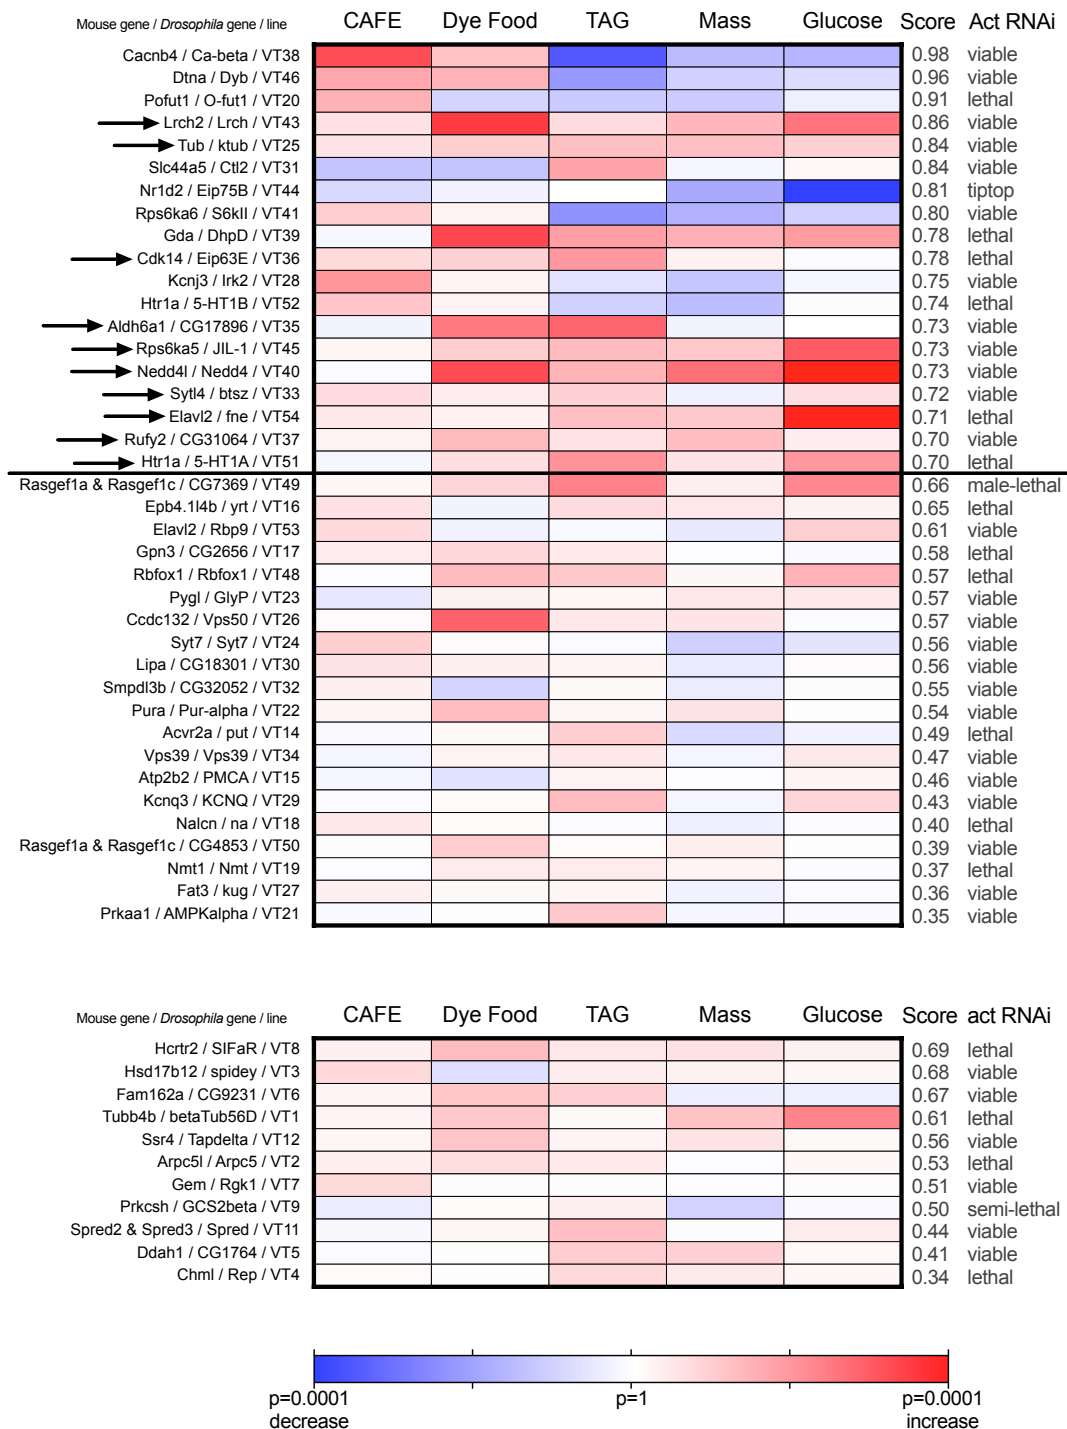 Mouse gene / Drosophila gene / line CAFE Dye Food TAG Mass Glucose Score Act RNAi
Cacnb4 / Ca-beta / VT38 0.98 viable
Dtna / Dyb / VT46 0.96 viable
Pofut1 / O-fut1 / VT20 0.91 lethal
Lrch2 / Lrch / VT43 0.86 viable
Tub / ktub / VT25 0.84 viable
Slc44a5 / Ctl2 / VT31 0.84 viable
Nr1d2 / Eip75B / VT44 0.81 tiptop
Rps6ka6 / S6kII / VT41 0.80 viable
Gda / DhpD / VT39 0.78 lethal
Cdk14 / Eip63E / VT36 0.78 lethal
Kcnj3 / Irk2 / VT28 0.75 viable
Htr1a / 5-HT1B / VT52 0.74 lethal
Aldh6a1 / CG17896 / VT35 0.73 viable
Rps6ka5 / JIL-1 / VT45 0.73 viable
Nedd4l / Nedd4 / VT40 0.73 viable
Sytl4 / btsz / VT33 0.72 viable
Elavl2 / fne / VT54 0.71 lethal
Rufy2 / CG31064 / VT37 0.70 viable
Htr1a / 5-HT1A / VT51 0.70 lethal
Rasgef1a & Rasgef1c / CG7369 / VT49 0.66 male-lethal
Epb4.1l4b / yrt / VT16 0.65 lethal
Elavl2 / Rbp9 / VT53 0.61 viable
Gpn3 / CG2656 / VT17 0.58 lethal
Rbfox1 / Rbfox1 / VT48 0.57 lethal
Pygl / GlyP / VT23 0.57 viable
Ccdc132 / Vps50 / VT26 0.57 viable
Syt7 / Syt7 / VT24 0.56 viable
Lipa / CG18301 / VT30 0.56 viable
Smpdl3b / CG32052 / VT32 0.55 viable
Pura / Pur-alpha / VT22 0.54 viable
Acvr2a / put / VT14 0.49 lethal
Vps39 / Vps39 / VT34 0.47 viable
Atp2b2 / PMCA / VT15 0.46 viable
Kcnq3 / KCNQ / VT29 0.43 viable
Nalcn / na / VT18 0.40 lethal
Rasgef1a & Rasgef1c / CG4853 / VT50 0.39 viable
Nmt1 / Nmt / VT19 0.37 lethal
Fat3 / kug / VT27 0.36 viable
Prkaa1 / AMPKalpha / VT21 0.35 viable
Mouse gene / Drosophila gene / line CAFE Dye Food TAG Mass Glucose Score act RNAi
Hcrtr2 / SIFaR / VT8 0.69 lethal
Hsd17b12 / spidey / VT3 0.68 viable
Fam162a / CG9231 / VT6 0.67 viable
Tubb4b / betaTub56D / VT1 0.61 lethal
Ssr4 / Tapdelta / VT12 0.56 viable
Arpc5l / Arpc5 / VT2 0.53 lethal
Gem / Rgk1 / VT7 0.51 viable
Prkcsh / GCS2beta / VT9 0.50 semi-lethal
Spred2 & Spred3 / Spred / VT11 0.44 viable
Ddah1 / CG1764 / VT5 0.41 viable
Chml / Rep / VT4 0.34 lethal
p=0.0001 p=1 p=0.0001
decrease increase